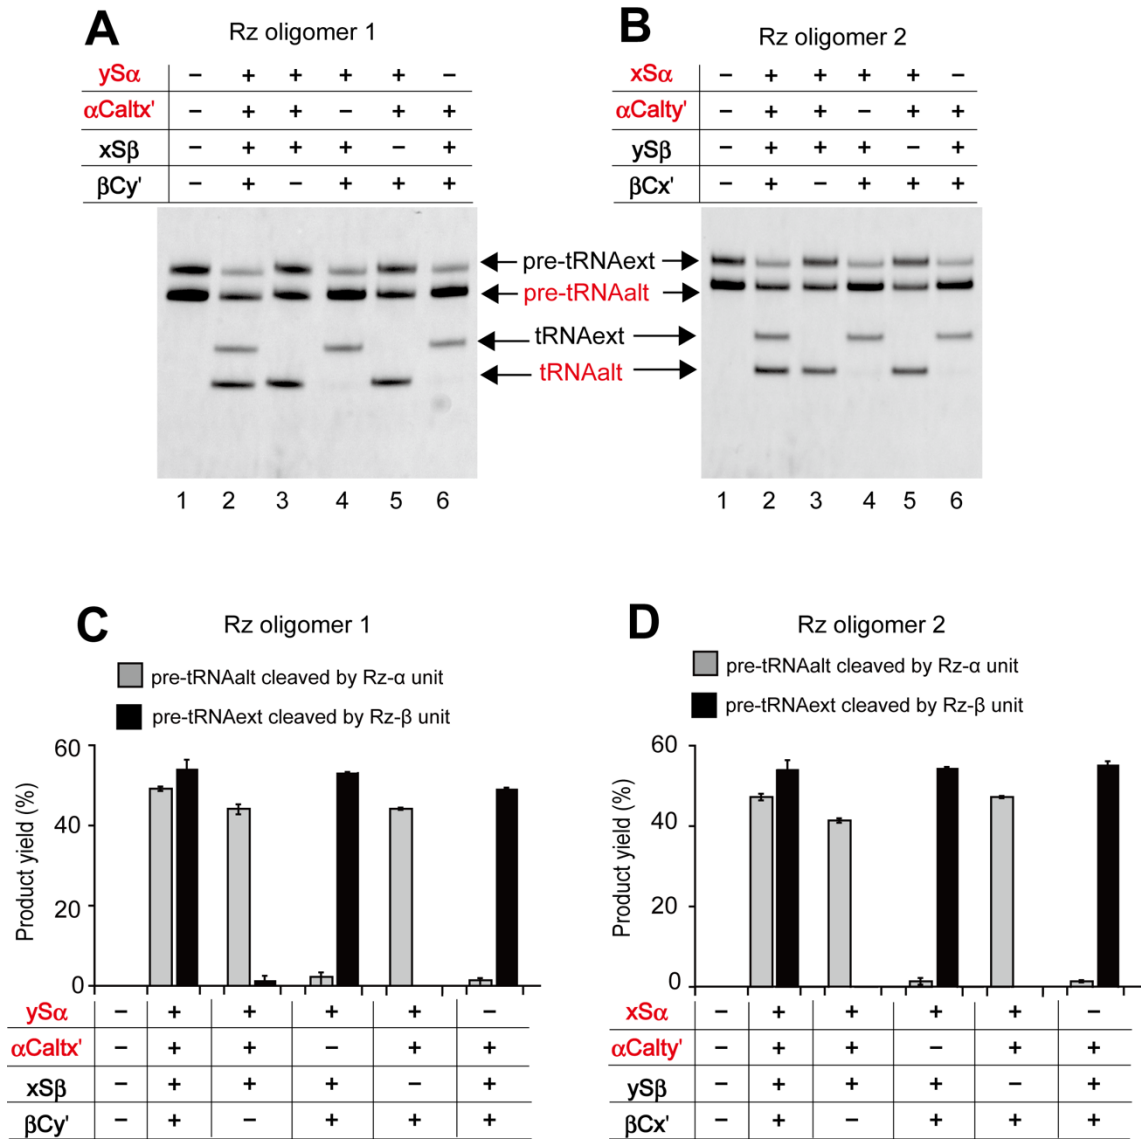 A
Rz oligomer 1
ySα – + + + + –
αCaltx' – + + – + +
xSβ – + + + – +
βCy' – + – + + +
1 2 3 4 5 6
B
Rz oligomer 2
xSα – + + + + –
αCalty' – + + – + +
ySβ – + + + – +
βCx' – + – + + +
1 2 3 4 5 6
pre-tRNAext
pre-tRNAalt
tRNAext
tRNAalt
C
Rz oligomer 1
pre-tRNAalt cleaved by Rz-α unit
pre-tRNAext cleaved by Rz-β unit
Product yield (%)
60
40
20
0
ySα – + + + + –
αCaltx' – + + – + +
xSβ – + + + – +
βCy' – + – + + +
D
Rz oligomer 2
pre-tRNAalt cleaved by Rz-α unit
pre-tRNAext cleaved by Rz-β unit
Product yield (%)
60
40
20
0
xSα – + + + + –
αCalty' – + + – + +
ySβ – + + + – +
βCx' – + – + + +